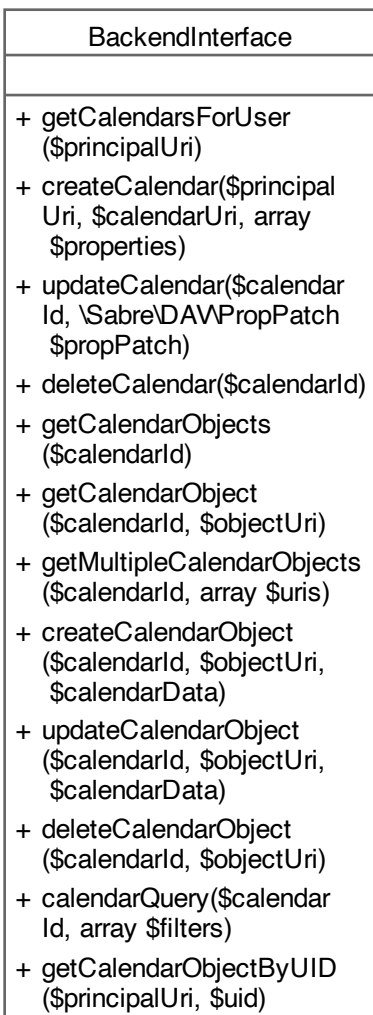 BackendInterface
+ getCalendarsForUser
($principalUri)
+ createCalendar($principal
Uri, $calendarUri, array
$properties)
+ updateCalendar($calendar
Id, \Sabre\DAV\PropPatch
$propPatch)
+ deleteCalendar($calendarId)
+ getCalendarObjects
($calendarId)
+ getCalendarObject
($calendarId, $objectUri)
+ getMultipleCalendarObjects
($calendarId, array $uris)
+ createCalendarObject
($calendarId, $objectUri,
$calendarData)
+ updateCalendarObject
($calendarId, $objectUri,
$calendarData)
+ deleteCalendarObject
($calendarId, $objectUri)
+ calendarQuery($calendar
Id, array $filters)
+ getCalendarObjectByUID
($principalUri, $uid)